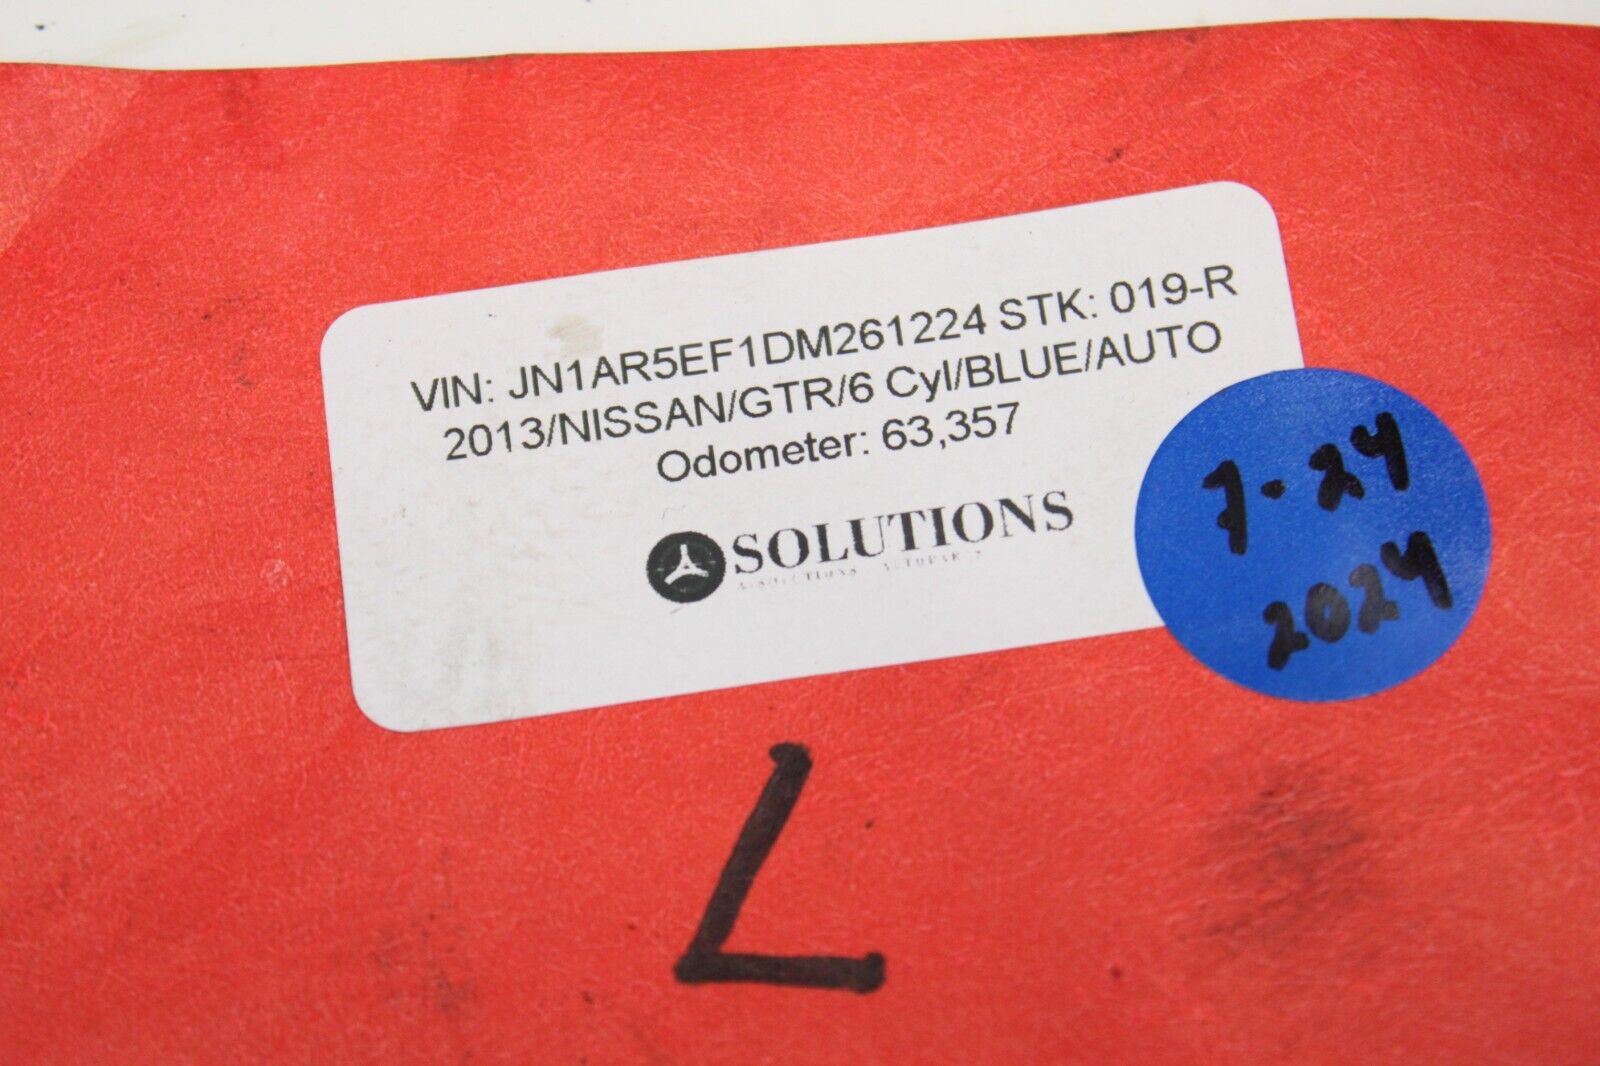 VIN: JN1AR5EF1DM261224 STK: 019-R
2013/NISSAN/GTR/6 Cyl/BLUE/AUTO
Odometer: 63,357
SOLUTIONS
7-24
2024
L